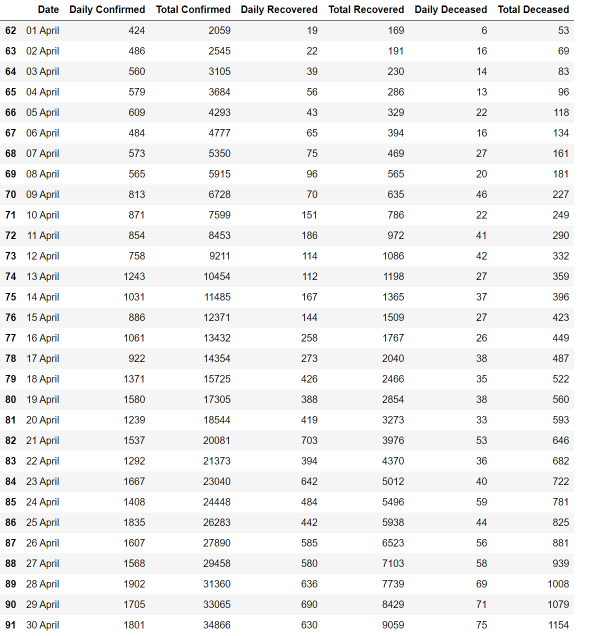 Date Daily Confirmed Total Confirmed Daily Recovered Total Recovered Daily Deceased Total Deceased
62 01 April 424 2059 19 169 6 53
63 02 April 486 2545 22 191 16 69
64 03 April 560 3105 39 230 14 83
65 04 April 579 3684 56 286 13 96
66 05 April 609 4293 43 329 22 118
67 06 April 484 4777 65 394 16 134
68 07 April 573 5350 75 469 27 161
69 08 April 565 5915 96 565 20 181
70 09 April 813 6728 70 635 46 227
71 10 April 871 7599 151 786 22 249
72 11 April 854 8453 186 972 41 290
73 12 April 758 9211 114 1086 42 332
74 13 April 1243 10454 112 1198 27 359
75 14 April 1031 11485 167 1365 37 396
76 15 April 886 12371 144 1509 27 423
77 16 April 1061 13432 258 1767 26 449
78 17 April 922 14354 273 2040 38 487
79 18 April 1371 15725 426 2466 35 522
80 19 April 1580 17305 388 2854 38 560
81 20 April 1239 18544 419 3273 33 593
82 21 April 1537 20081 703 3976 53 646
83 22 April 1292 21373 394 4370 36 682
84 23 April 1667 23040 642 5012 40 722
85 24 April 1408 24448 484 5496 59 781
86 25 April 1835 26283 442 5938 44 825
87 26 April 1607 27890 585 6523 56 881
88 27 April 1568 29458 580 7103 58 939
89 28 April 1902 31360 636 7739 69 1008
90 29 April 1705 33065 690 8429 71 1079
91 30 April 1801 34866 630 9059 75 1154